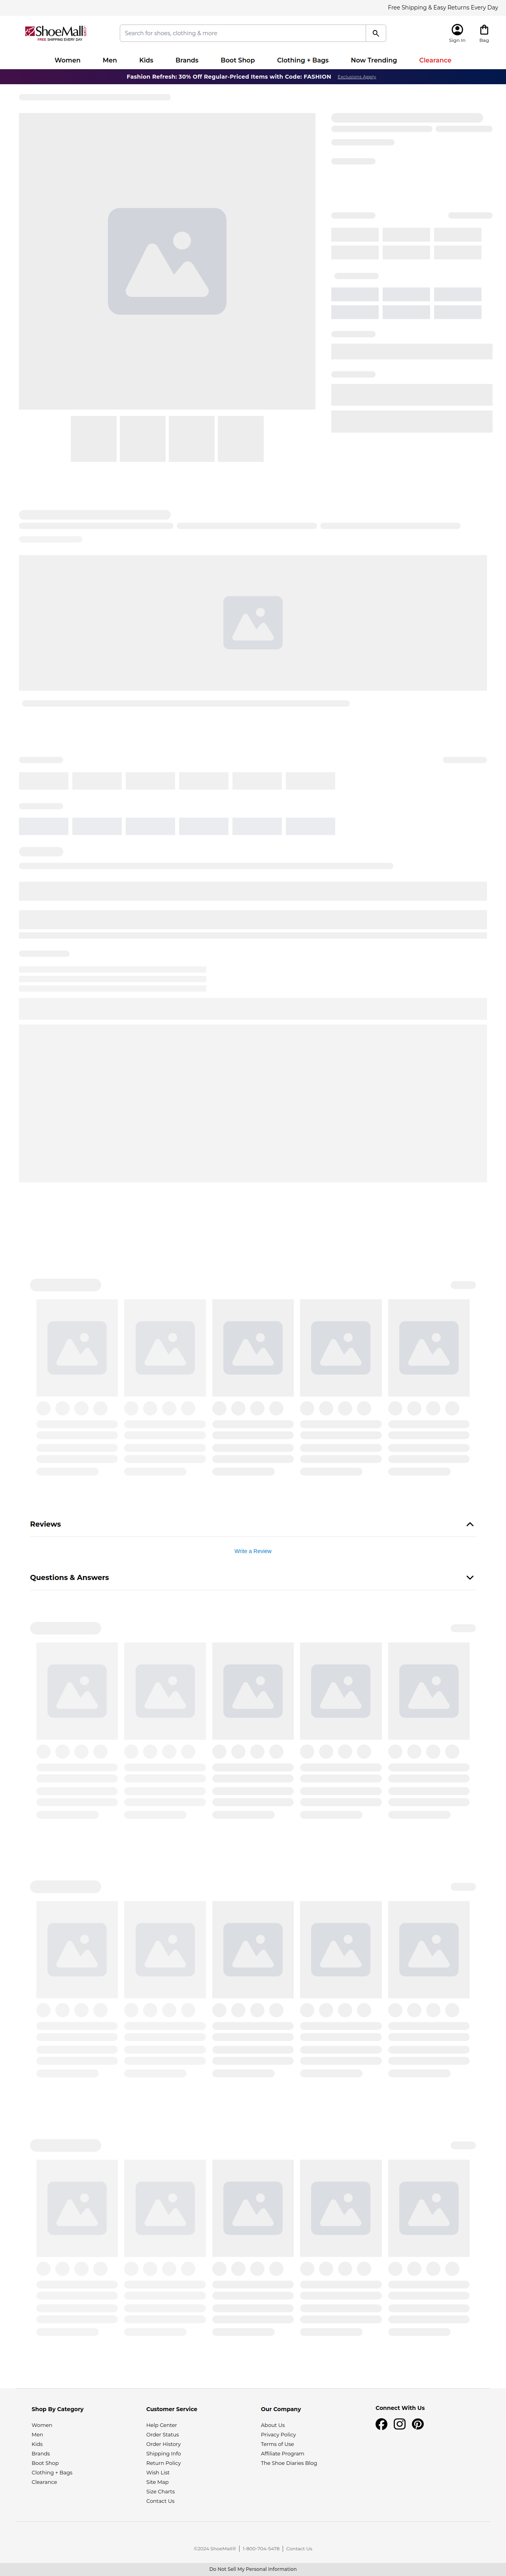 Free Shipping & Easy Returns Every Day
ShoeMall
FREE SHIPPING EVERY DAY
Search for shoes, clothing & more
Sign In
Bag
Women Men Kids Brands Boot Shop Clothing + Bags Now Trending Clearance
Fashion Refresh: 30% Off Regular-Priced Items with Code: FASHION Exclusions Apply
Reviews
Write a Review
Questions & Answers
Shop By Category
Women
Men
Kids
Brands
Boot Shop
Clothing + Bags
Clearance
Customer Service
Help Center
Order Status
Order History
Shipping Info
Return Policy
Wish List
Site Map
Size Charts
Contact Us
Our Company
About Us
Privacy Policy
Terms of Use
Affiliate Program
The Shoe Diaries Blog
Connect With Us
©2024 ShoeMall® | 1-800-704-5478 | Contact Us
Do Not Sell My Personal Information